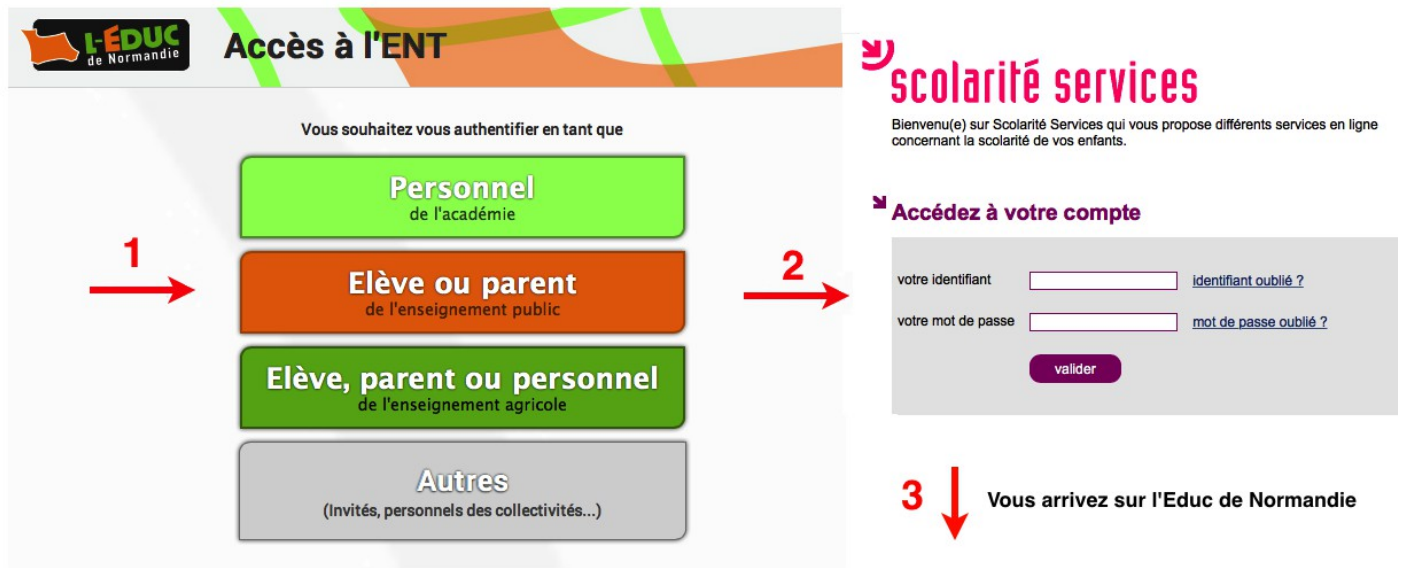 L-ÉDUC
de Normandie
Accès à l'ENT
Vous souhaitez vous authentifier en tant que
Personnel
de l'académie
1
Elève ou parent
de l'enseignement public
Elève, parent ou personnel
de l'enseignement agricole
Autres
(Invités, personnels des collectivités...)
2
scolarité services
Bienvenu(e) sur Scolarité Services qui vous propose différents services en ligne
concernant la scolarité de vos enfants.
Accédez à votre compte
votre identifiant identifiant oublié ?
votre mot de passe mot de passe oublié ?
valider
3 Vous arrivez sur l'Educ de Normandie